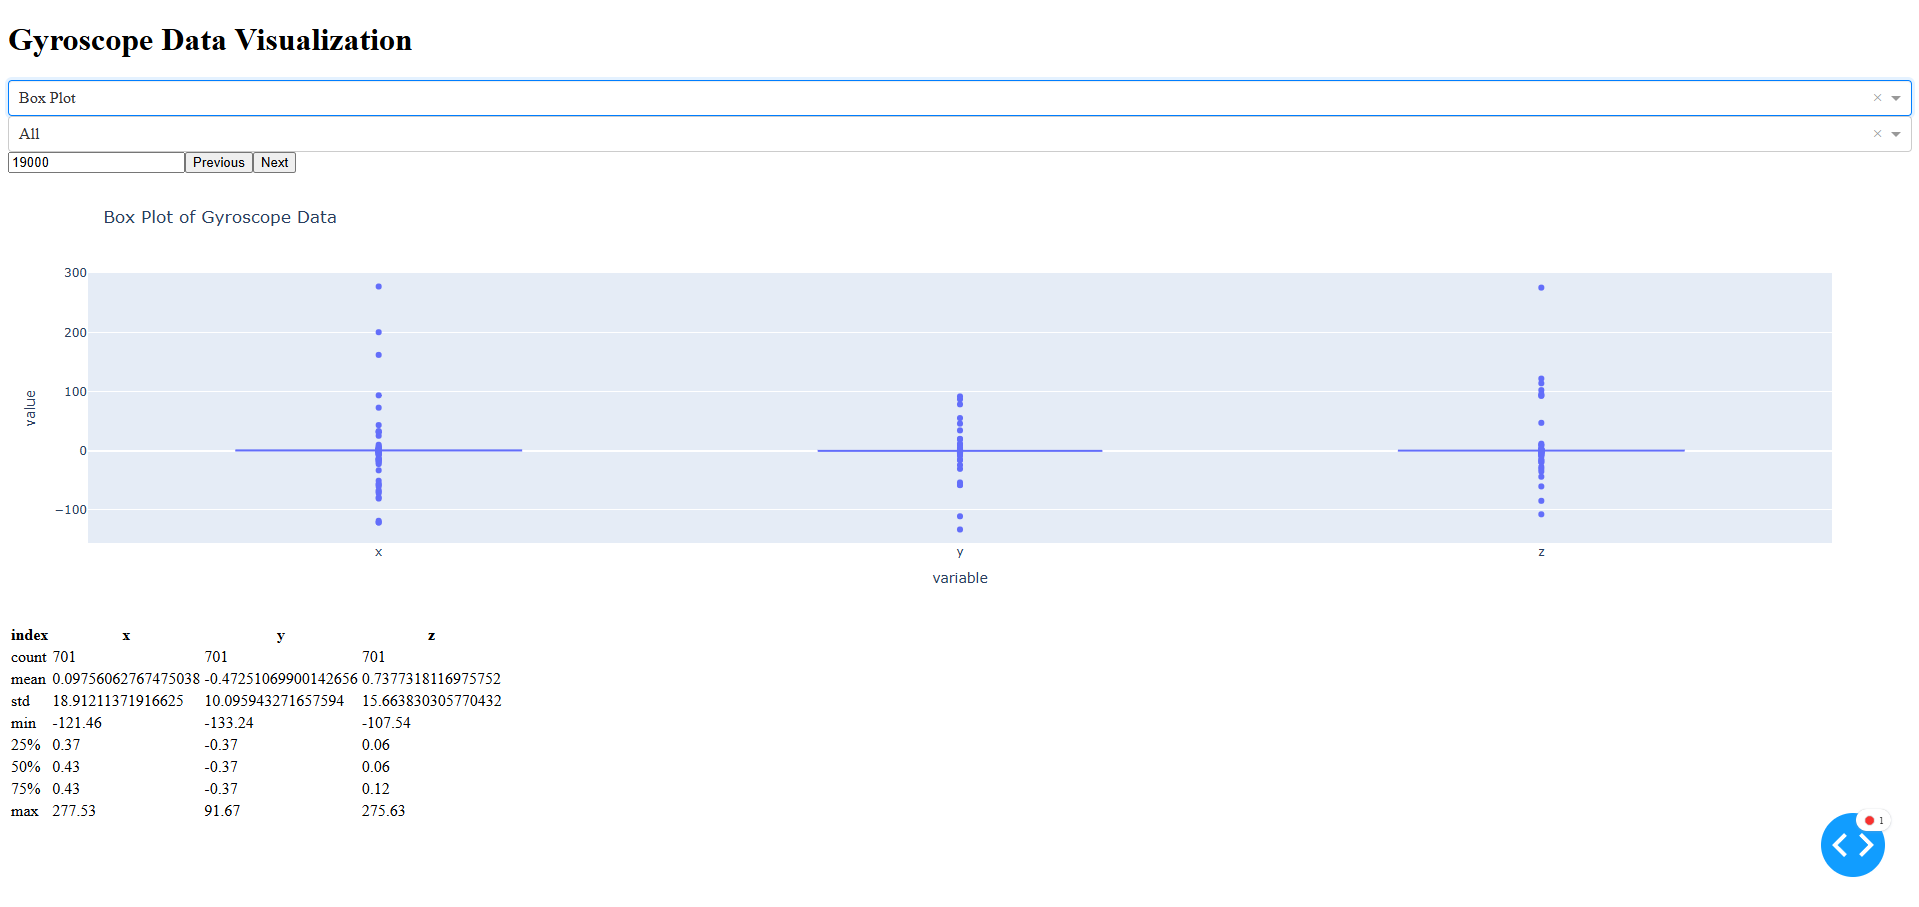 Gyroscope Data Visualization
Box Plot ×
All ×
19000 Previous Next
Box Plot of Gyroscope Data
300
200
100
0
−100
value
x y z
variable
index x y z
count 701 701 701
mean 0.09756062767475038 -0.47251069900142656 0.7377318116975752
std 18.91211371916625 10.095943271657594 15.663830305770432
min -121.46 -133.24 -107.54
25% 0.37 -0.37 0.06
50% 0.43 -0.37 0.06
75% 0.43 -0.37 0.12
max 277.53 91.67 275.63
1